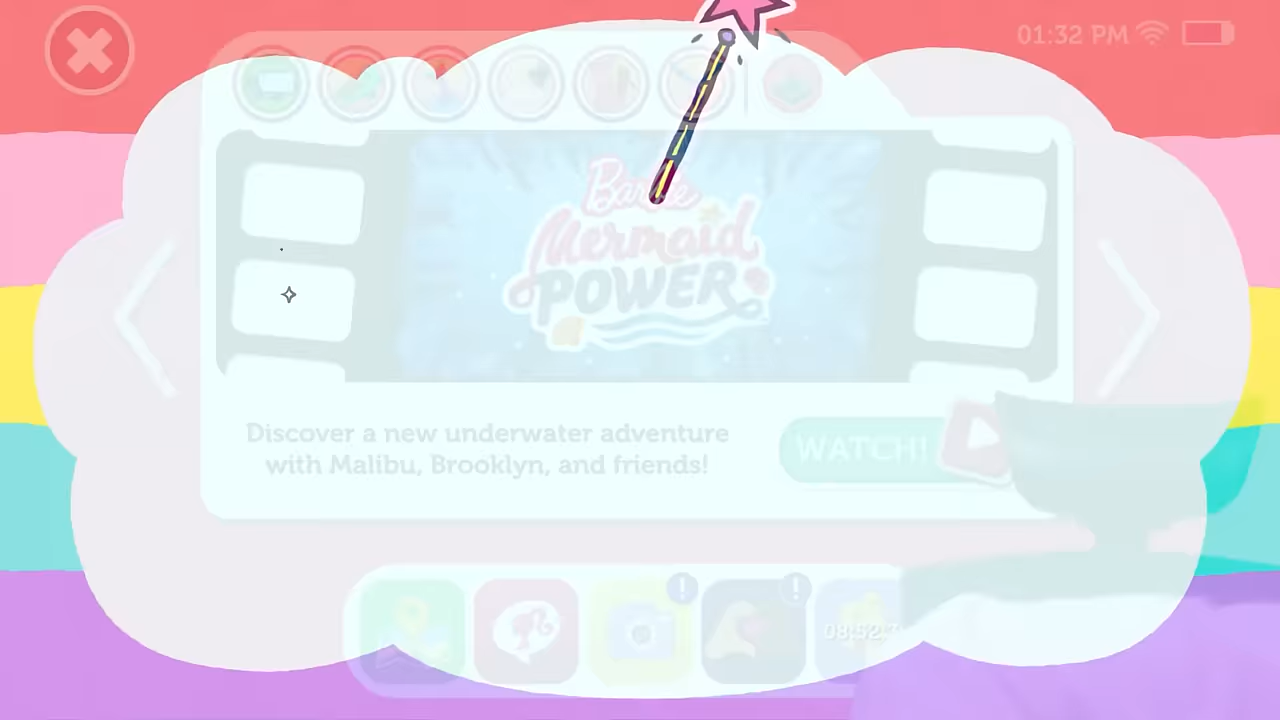 01:32 PM
Barbie
Mermaid
POWER
Discover a new underwater adventure
with Malibu, Brooklyn, and friends!
WATCH!
!
!